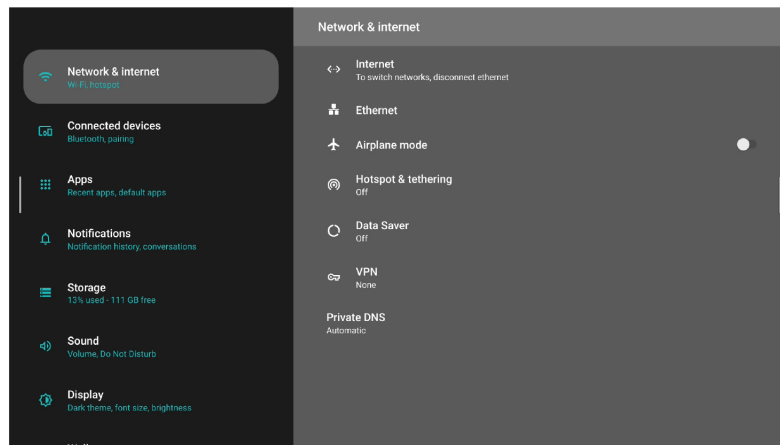 Network & internet
Wi-Fi, hotspot
Connected devices
Bluetooth, pairing
Apps
Recent apps, default apps
Notifications
Notification history, conversations
Storage
13% used - 111 GB free
Sound
Volume, Do Not Disturb
Display
Dark theme, font size, brightness
Network & internet
Internet
To switch networks, disconnect ethernet
Ethernet
Airplane mode
Hotspot & tethering
Off
Data Saver
Off
VPN
None
Private DNS
Automatic